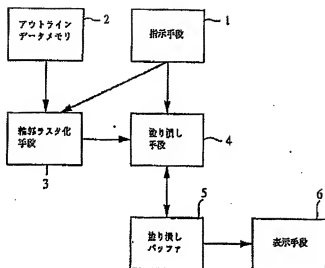 アウトライン
データメモリ
2
指示手段
1
輪郭ラスタ化
手段
3
塗り潰し
手段
4
塗り潰し
バッファ
5
表示手段
6